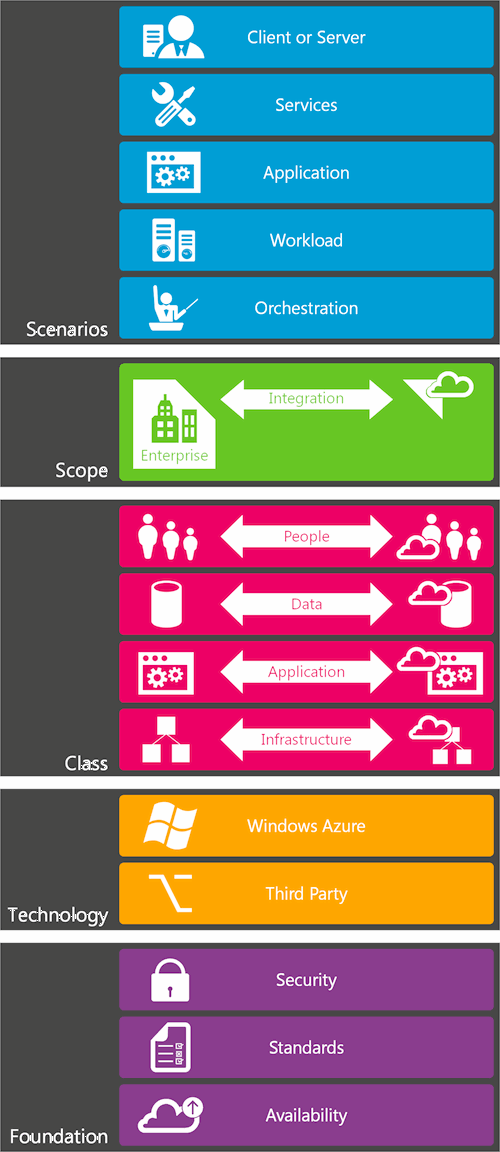 Client or Server
Services
Application
Workload
Orchestration
Scenarios
Integration
Enterprise
Scope
People
Data
Application
Infrastructure
Class
Windows Azure
Third Party
Technology
Security
Standards
Availability
Foundation